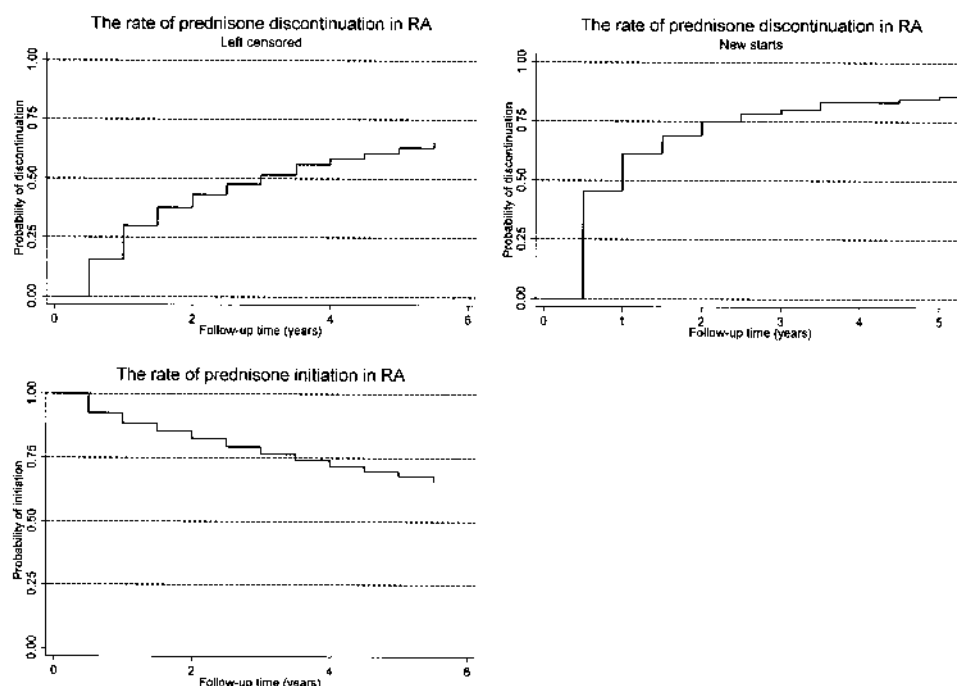 The rate of prednisone discontinuation in RA
Left censored
Probability of discontinuation
1.00
0.75
0.50
0.25
0.00
0
2
4
6
Follow-up time (years)
The rate of prednisone discontinuation in RA
New starts
Probability of discontinuation
1.00
0.75
0.50
0.25
0.00
0
1
2
3
4
5
Follow-up time (years)
The rate of prednisone initiation in RA
Probability of initiation
1.00
0.75
0.50
0.25
0.00
0
2
4
6
Follow-up time (years)